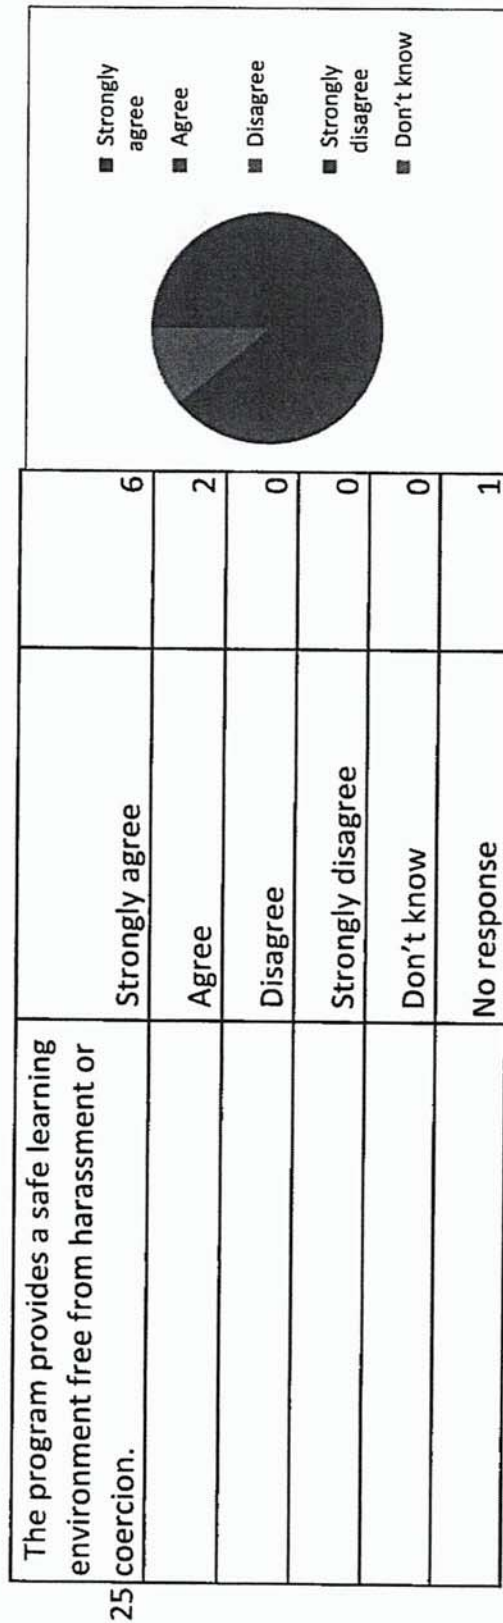 The program provides a safe learning
environment free from harassment or
25 coercion.
Strongly agree 6
Agree 2
Disagree 0
Strongly disagree 0
Don't know 0
No response 1
Strongly
agree
Agree
Disagree
Strongly
disagree
Don't know